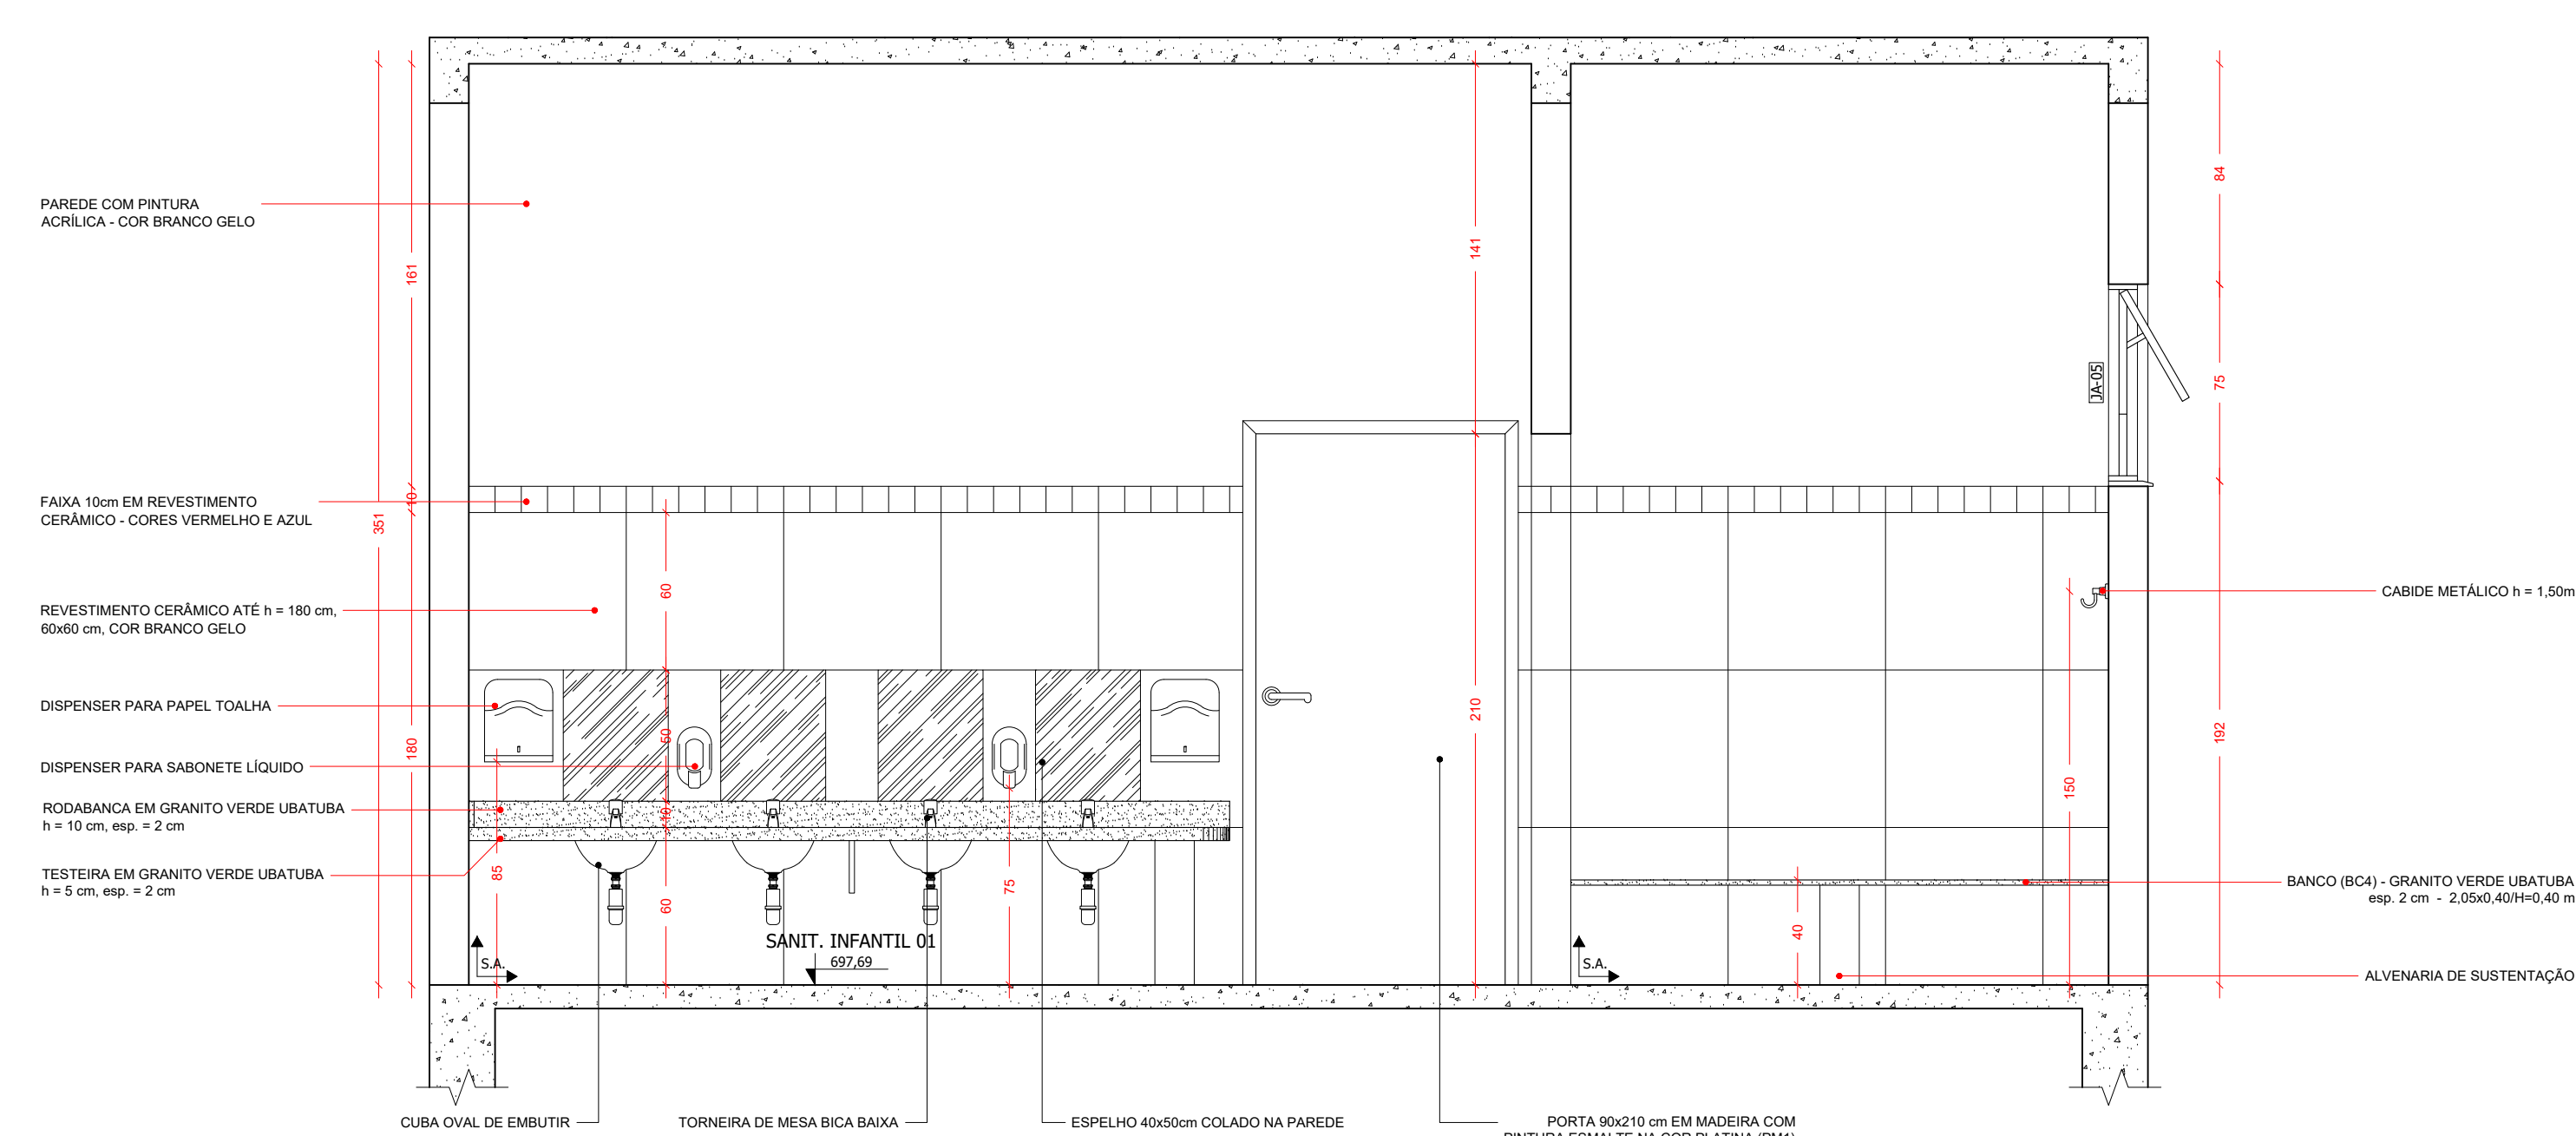 PAREDE COM PINTURA
ACRÍLICA - COR BRANCO GELO
FAIXA 10cm EM REVESTIMENTO
CERÂMICO - CORES VERMELHO E AZUL
REVESTIMENTO CERÂMICO ATÉ h = 180 cm,
60x60 cm, COR BRANCO GELO
DISPENSER PARA PAPEL TOALHA
DISPENSER PARA SABONETE LÍQUIDO
RODABANCA EM GRANITO VERDE UBATUBA
h = 10 cm, esp. = 2 cm
TESTEIRA EM GRANITO VERDE UBATUBA
h = 5 cm, esp. = 2 cm
351
161
10
180
85
60
50
10
60
75
141
210
40
150
84
75
192
JA-05
S.A.
SANIT. INFANTIL 01
697,69
S.A.
CABIDE METÁLICO h = 1,50m
BANCO (BC4) - GRANITO VERDE UBATUBA
esp. 2 cm - 2,05x0,40/H=0,40 m
ALVENARIA DE SUSTENTAÇÃO
CUBA OVAL DE EMBUTIR
TORNEIRA DE MESA BICA BAIXA
ESPELHO 40x50cm COLADO NA PAREDE
PORTA 90x210 cm EM MADEIRA COM
PINTURA ESMALTE NA COR PLATINA (PM1)